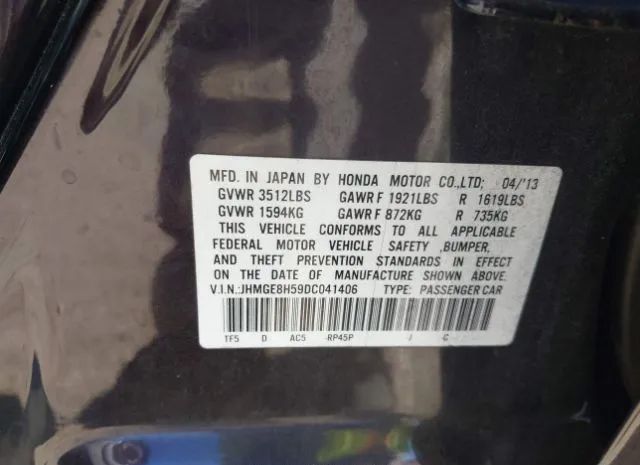 MFD. IN JAPAN BY HONDA MOTOR CO.,LTD; 04/'13
GVWR 3512LBS GAWR F 1921LBS R 1619LBS
GVWR 1594KG GAWR F 872KG R 735KG
THIS VEHICLE CONFORMS TO ALL APPLICABLE
FEDERAL MOTOR VEHICLE SAFETY ,BUMPER,
AND THEFT PREVENTION STANDARDS IN EFFECT
ON THE DATE OF MANUFACTURE SHOWN ABOVE.
V.I.N.:JHMGE8H59DC041406 TYPE: PASSENGER CAR
TF5 D AC5 -RP45P J C